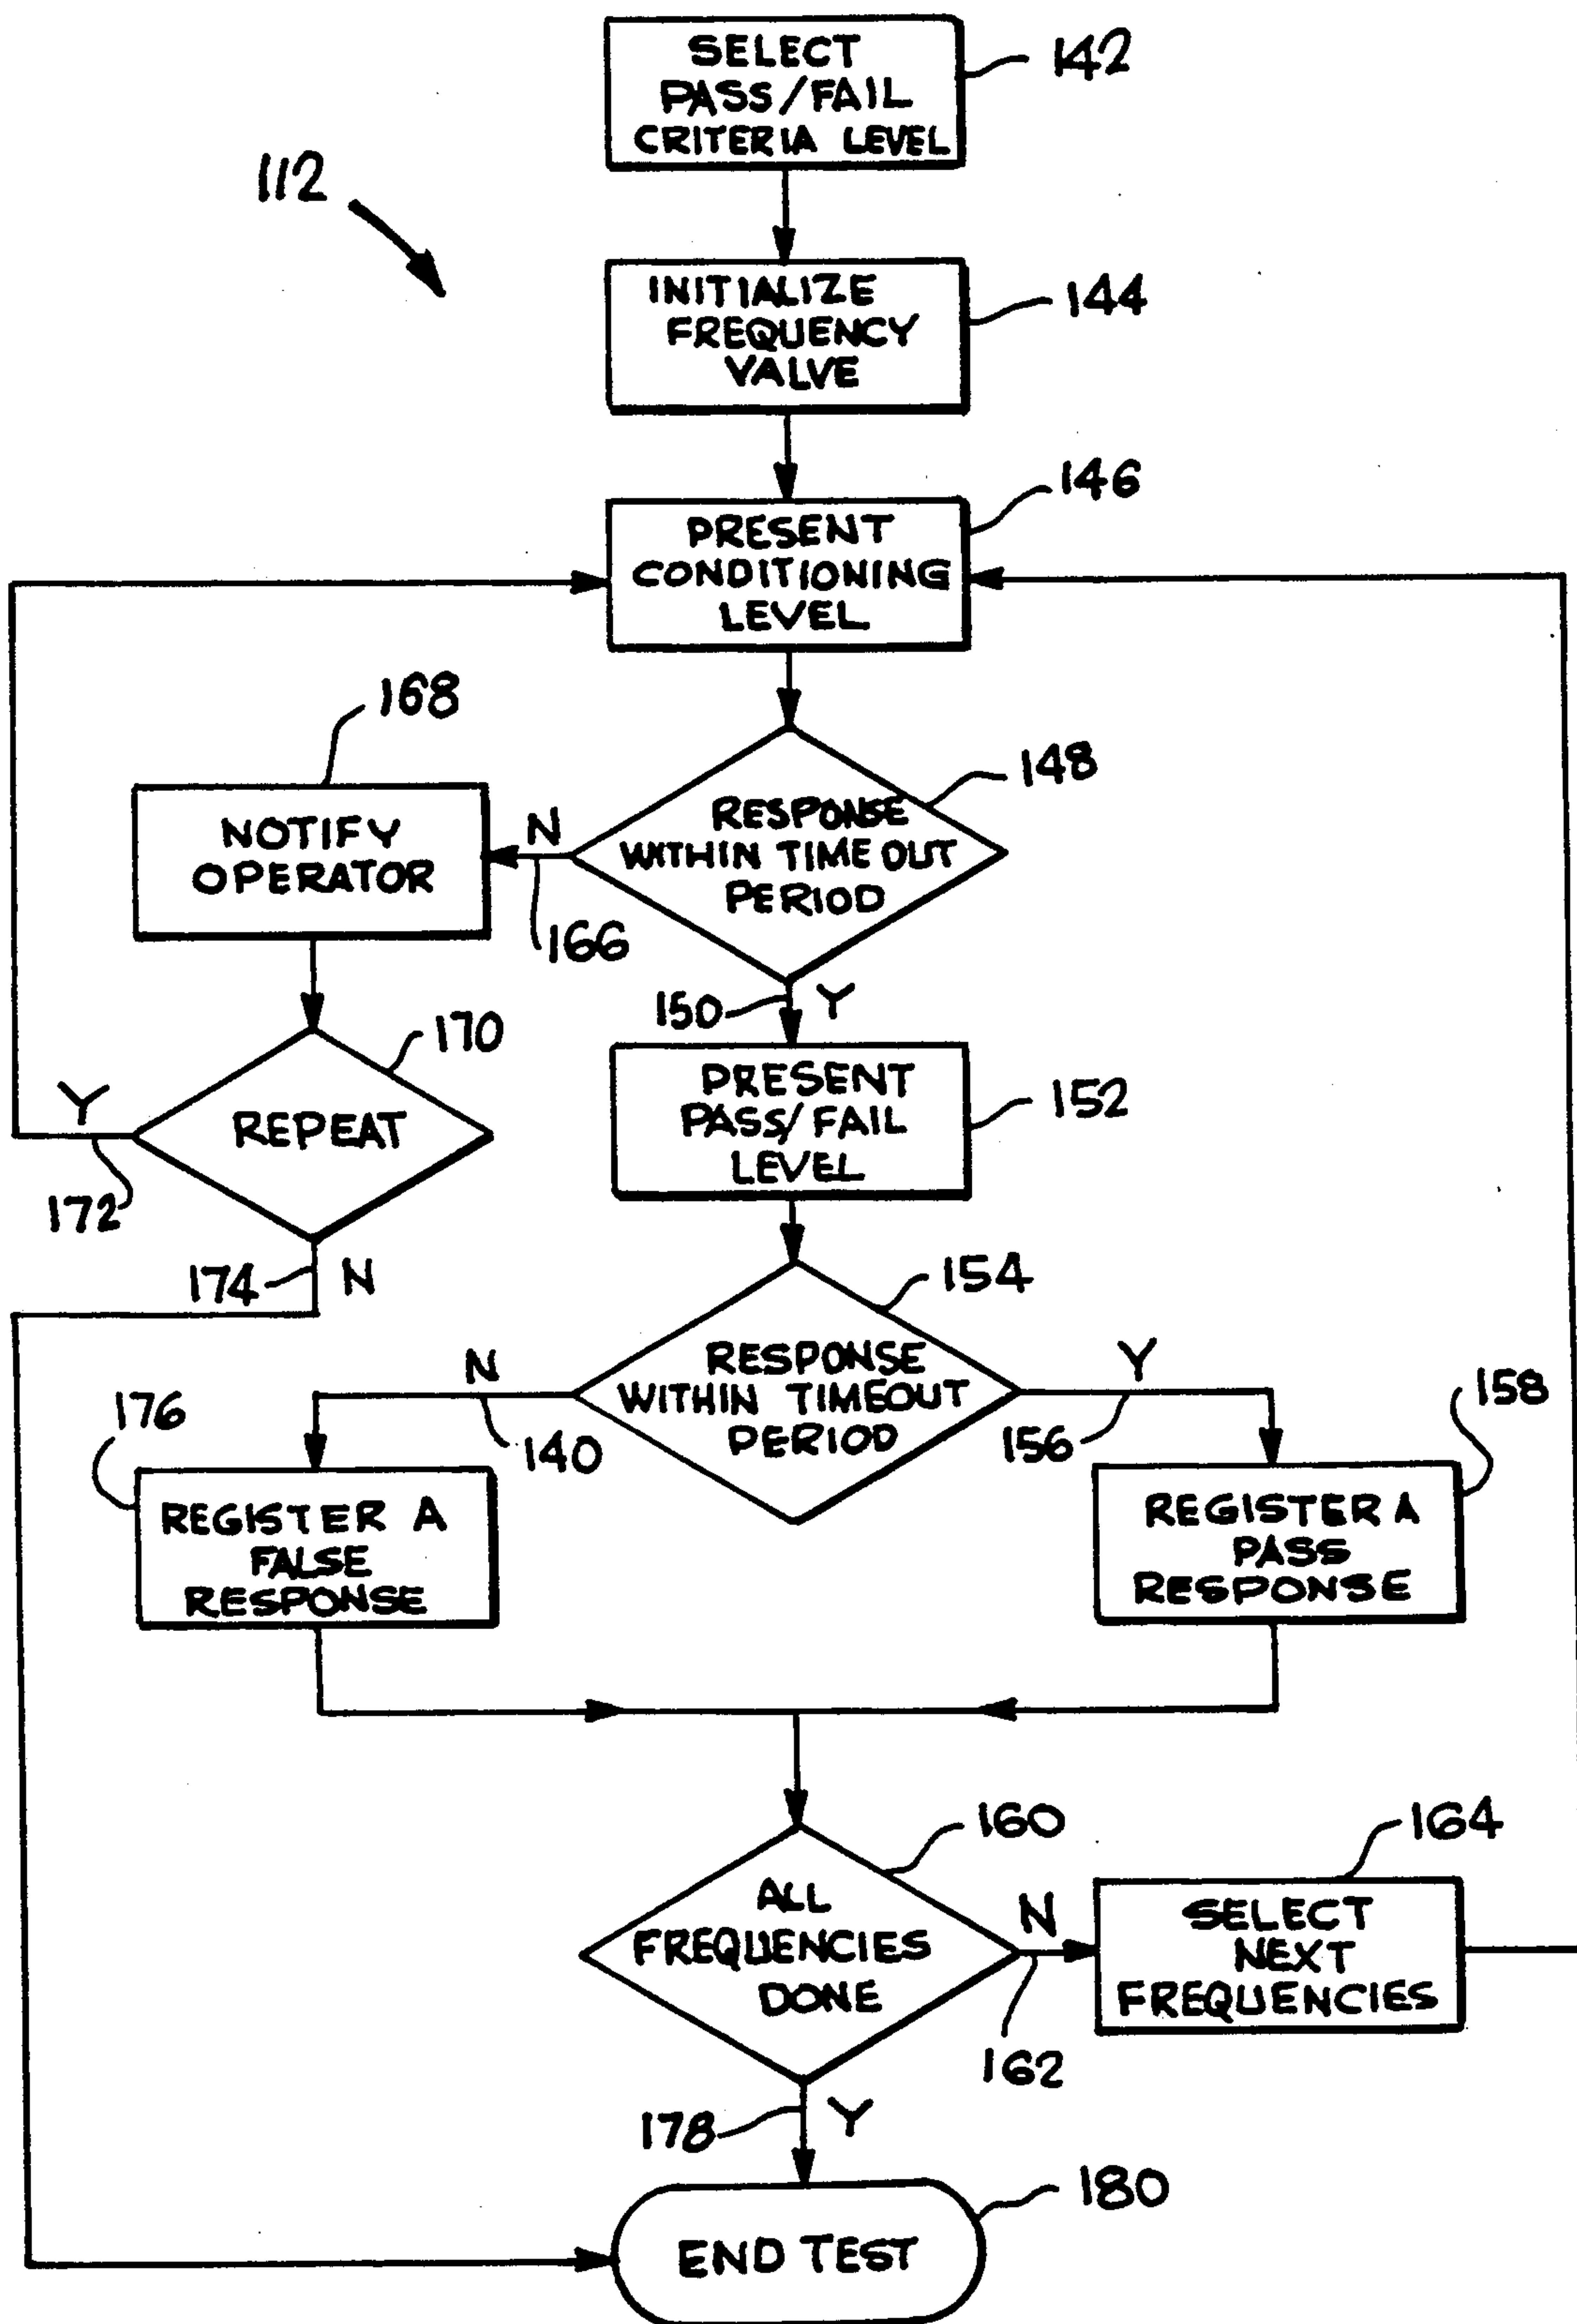 SELECT
PASS/FAIL
CRITERIA LEVEL
142
112
INITIALIZE
FREQUENCY
VALVE
144
PRESENT
CONDITIONING
LEVEL
146
168
NOTIFY
OPERATOR
N
166
RESPONSE
WITHIN TIME OUT
PERIOD
148
150
Y
170
REPEAT
Y
172
174
N
PRESENT
PASS/FAIL
LEVEL
152
154
RESPONSE
WITHIN TIMEOUT
PERIOD
N
140
Y
156
176
REGISTER A
FALSE
RESPONSE
158
REGISTER A
PASS
RESPONSE
160
ALL
FREQUENCIES
DONE
N
162
164
SELECT
NEXT
FREQUENCIES
178
Y
180
END TEST